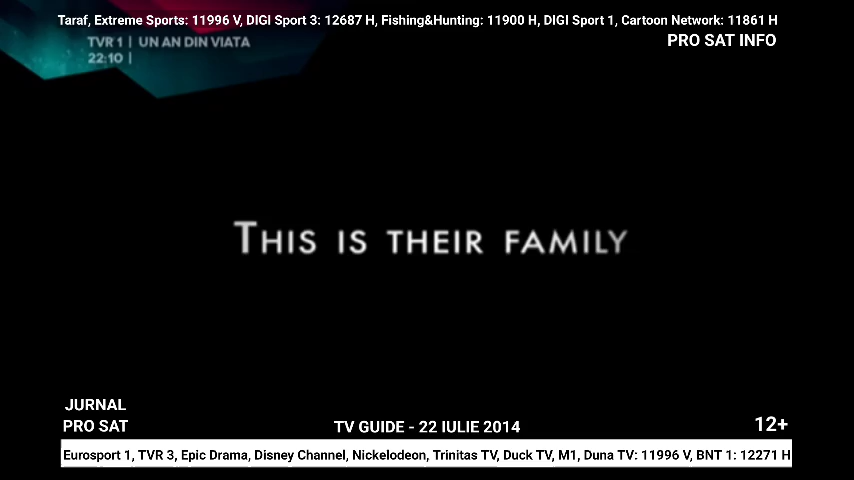 Taraf, Extreme Sports: 11996 V, DIGI Sport 3: 12687 H, Fishing&Hunting: 11900 H, DIGI Sport 1, Cartoon Network: 11861 H
PRO SAT INFO
TVR 1 | UN AN DIN VIATA
22:10 |
THIS IS THEIR FAMILY
JURNAL
PRO SAT
TV GUIDE - 22 IULIE 2014
12+
Eurosport 1, TVR 3, Epic Drama, Disney Channel, Nickelodeon, Trinitas TV, Duck TV, M1, Duna TV: 11996 V, BNT 1: 12271 H